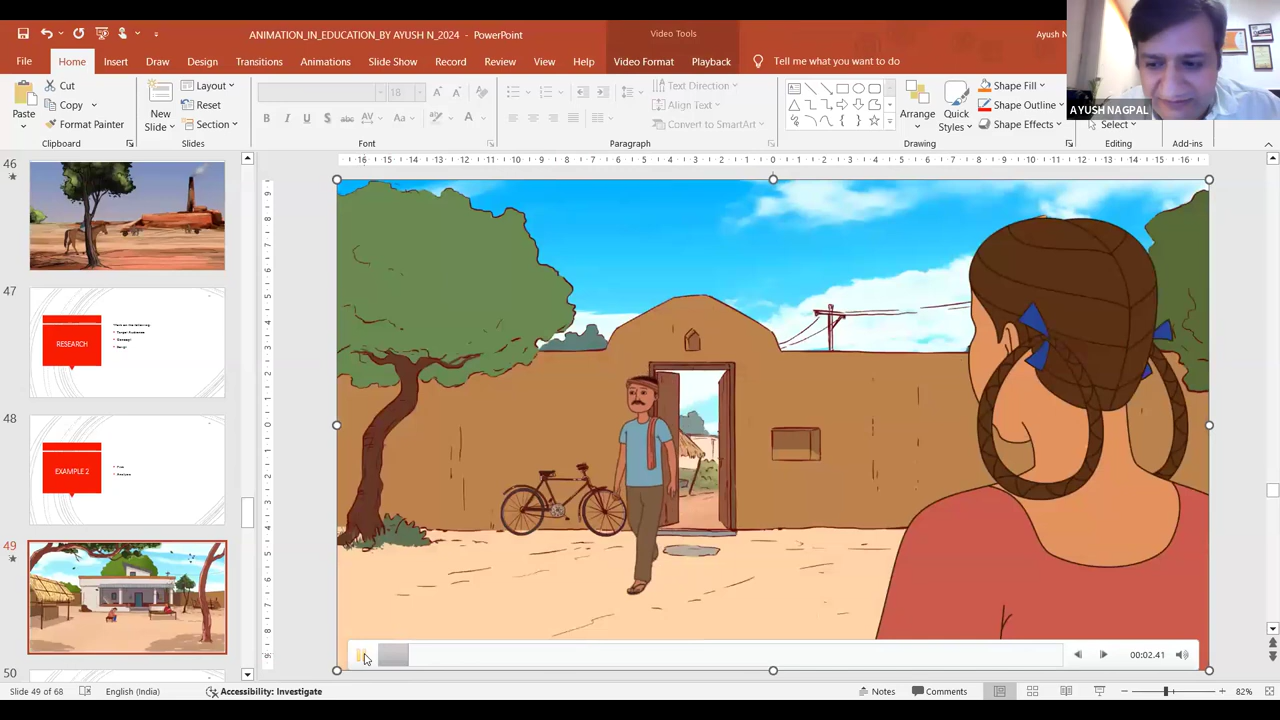 ANIMATION_IN_EDUCATION_BY AYUSH N_2024 - PowerPoint
Video Tools
Ayush N
File
Home
Insert
Draw
Design
Transitions
Animations
Slide Show
Record
Review
View
Help
Video Format
Playback
Tell me what you want to do
AYUSH NAGPAL
Paste
Cut
Copy
Format Painter
Clipboard
New
Slide
Layout
Reset
Section
Slides
18
Font
Text Direction
Align Text
Convert to SmartArt
Paragraph
Arrange
Quick
Styles
Shape Fill
Shape Outline
Shape Effects
Drawing
Select
Editing
Add-ins
46
47
RESEARCH
48
EXAMPLE 2
49
50
00:02.41
Slide 49 of 68
English (India)
Accessibility: Investigate
Notes
Comments
82%